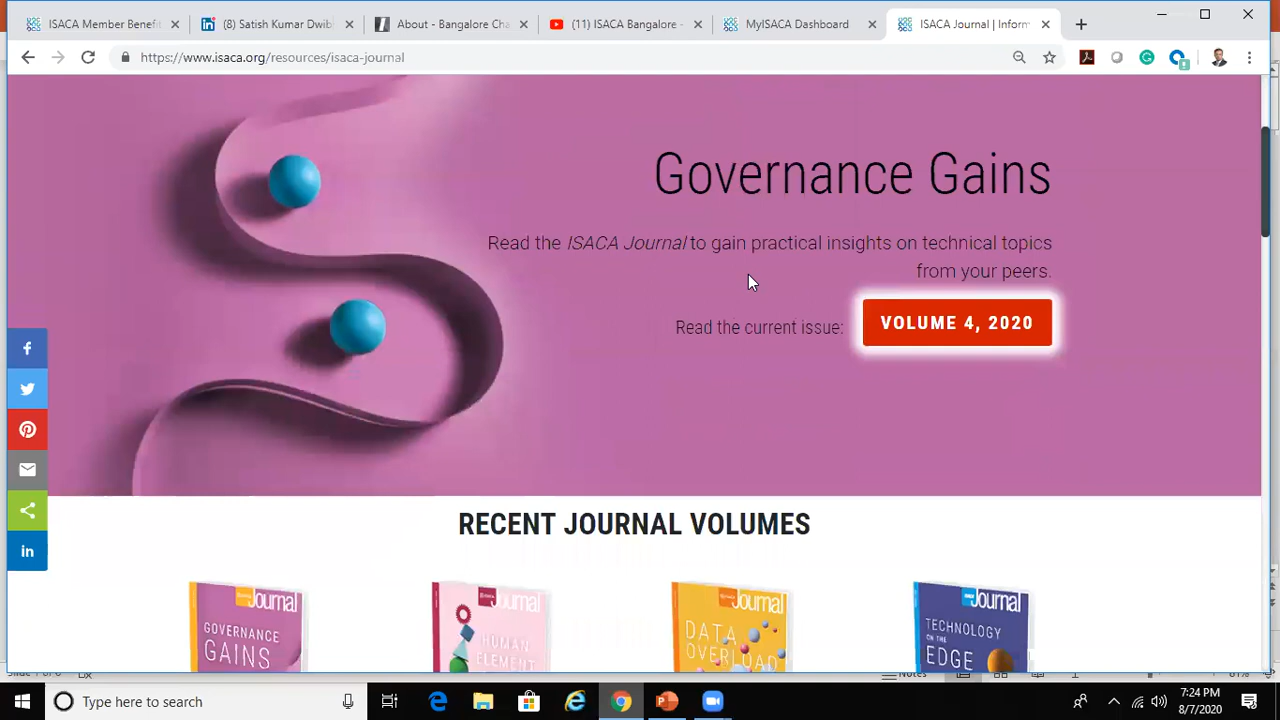 ISACA Member Benefi
(8) Satish Kumar Dwib
About - Bangalore Cha
(11) ISACA Bangalore -
MyISACA Dashboard
ISACA Journal | Inform
https://www.isaca.org/resources/isaca-journal
Governance Gains
Read the ISACA Journal to gain practical insights on technical topics
from your peers.
Read the current issue:
VOLUME 4, 2020
RECENT JOURNAL VOLUMES
Journal
GOVERNANCE
GAINS
Journal
HUMAN
ELEMENT
Journal
DATA
OVERLOAD
Journal
TECHNOLOGY
ON THE
EDGE
Type here to search
7:24 PM
8/7/2020